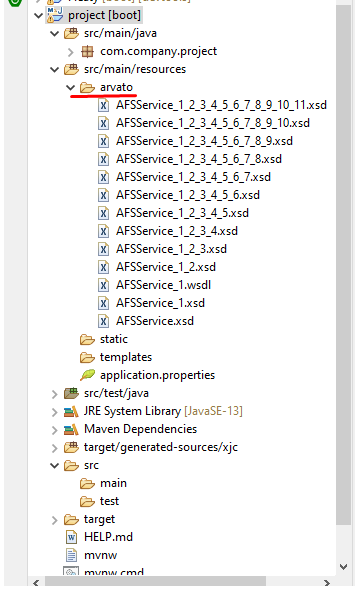 project [boot]
src/main/java
com.company.project
src/main/resources
arvato
AFSService_1_2_3_4_5_6_7_8_9_10_11.xsd
AFSService_1_2_3_4_5_6_7_8_9_10.xsd
AFSService_1_2_3_4_5_6_7_8_9.xsd
AFSService_1_2_3_4_5_6_7_8.xsd
AFSService_1_2_3_4_5_6_7.xsd
AFSService_1_2_3_4_5_6.xsd
AFSService_1_2_3_4_5.xsd
AFSService_1_2_3_4.xsd
AFSService_1_2_3.xsd
AFSService_1_2.xsd
AFSService_1.wsdl
AFSService_1.xsd
AFSService.xsd
static
templates
application.properties
src/test/java
JRE System Library [JavaSE-13]
Maven Dependencies
target/generated-sources/xjc
src
main
test
target
HELP.md
mvnw
mvnw.cmd